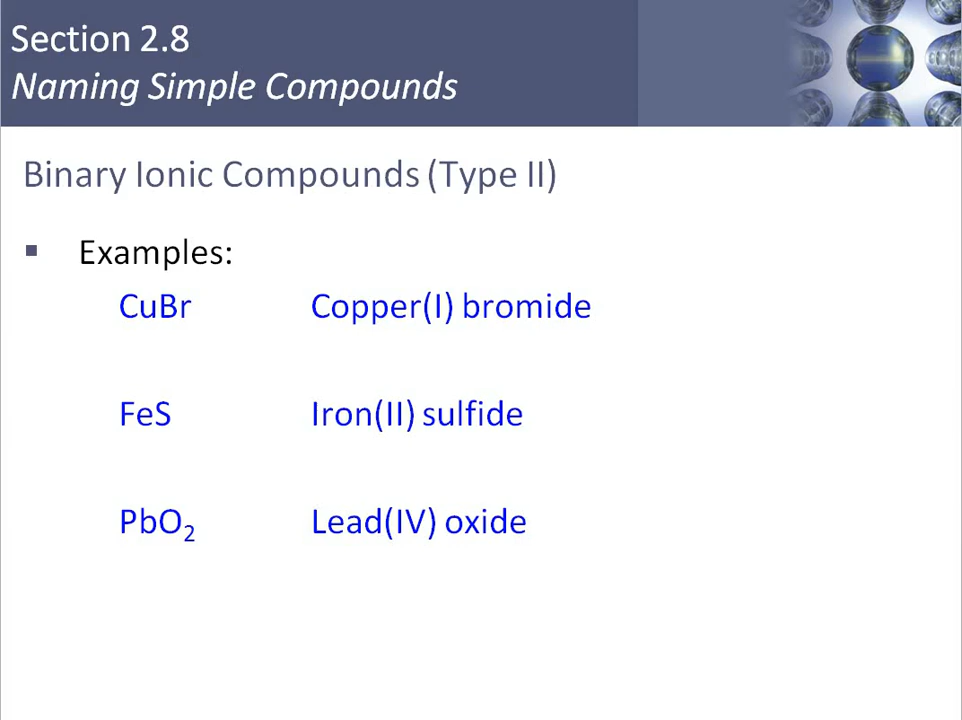 Section 2.8
Naming Simple Compounds
Binary Ionic Compounds (Type II)
▪ Examples:
CuBr Copper(I) bromide
FeS Iron(II) sulfide
PbO₂ Lead(IV) oxide